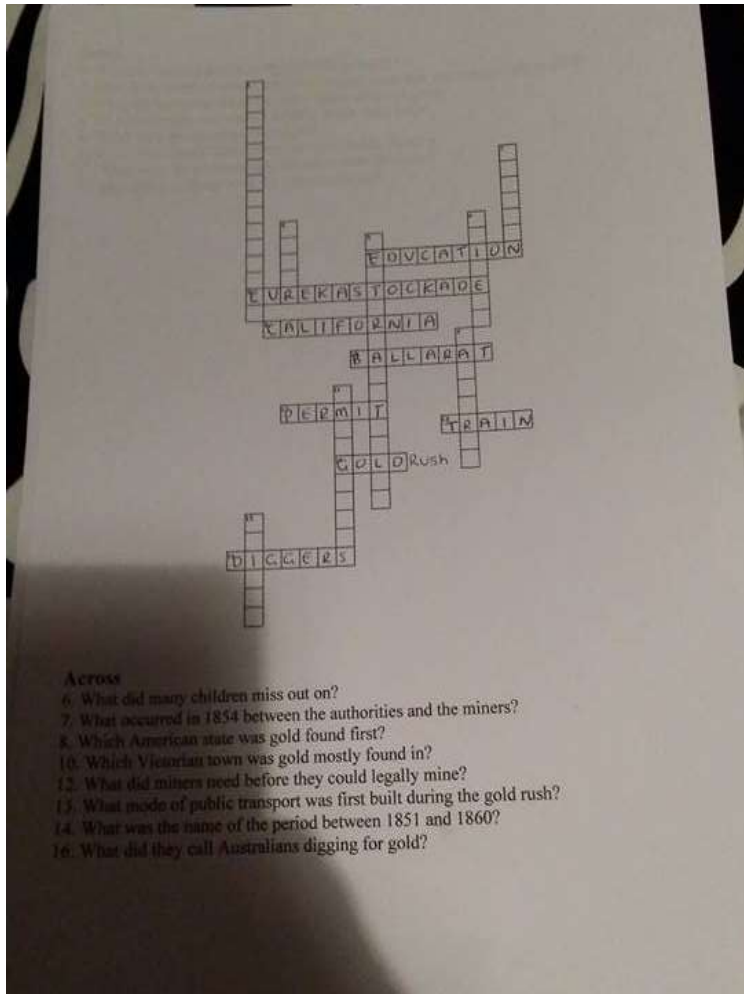 EDUCATION
EUREKASTOCKADE
CALIFORNIA
BALLARAT
PERMIT
TRAIN
GOLD Rush
DIGGERS
Across
6. What did many children miss out on?
7. What occurred in 1854 between the authorities and the miners?
8. Which American state was gold found first?
10. Which Victorian town was gold mostly found in?
12. What did miners need before they could legally mine?
13. What mode of public transport was first built during the gold rush?
14. What was the name of the period between 1851 and 1860?
16. What did they call Australians digging for gold?